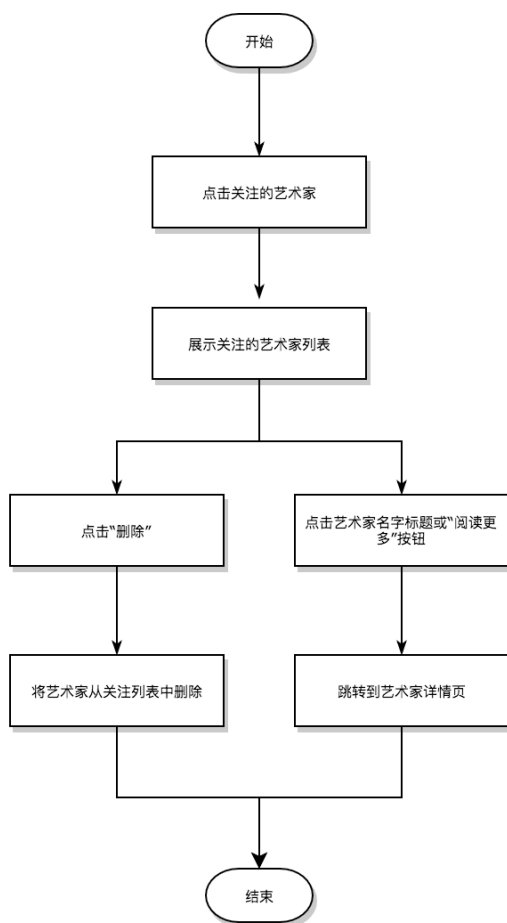 开始
点击关注的艺术家
展示关注的艺术家列表
点击“删除”
点击艺术家名字标题或“阅读更
多”按钮
将艺术家从关注列表中删除
跳转到艺术家详情页
结束